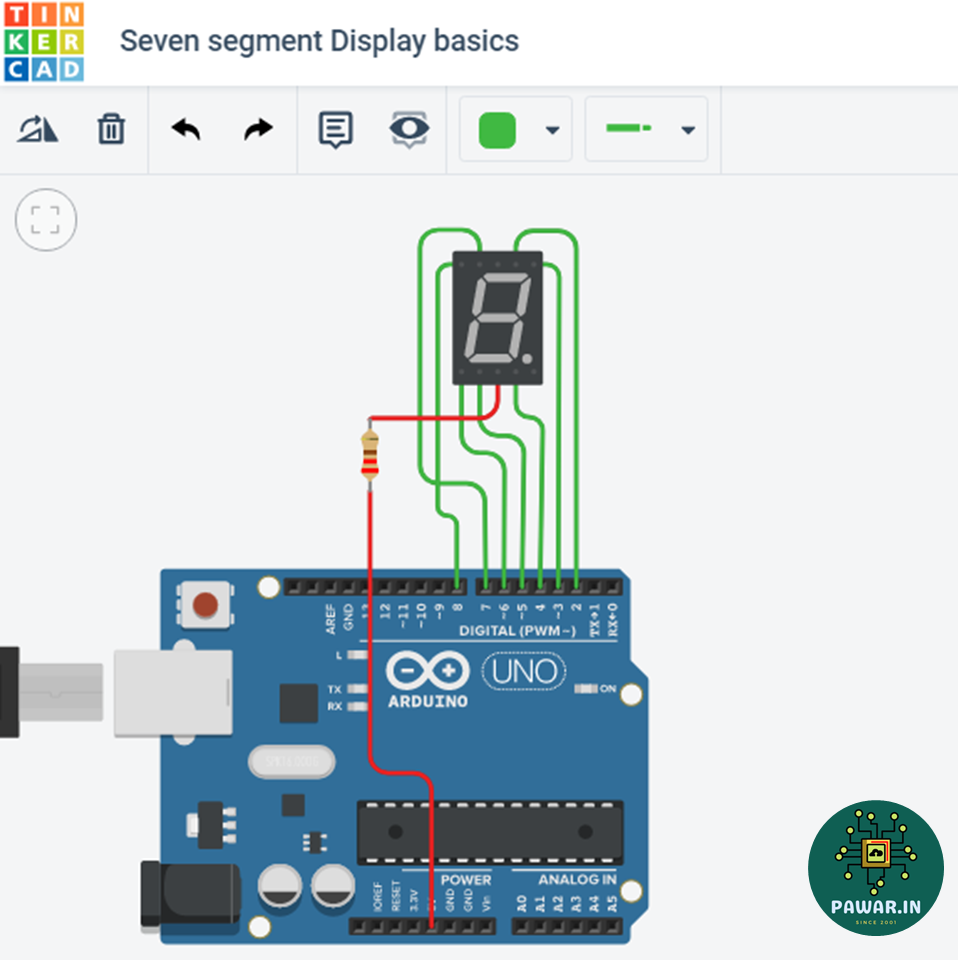 TIN
KER
CAD
Seven segment Display basics
AREF
GND
12
~11
~10
~9
8
7
~6
~5
4
~3
2
TX→1
RX←0
DIGITAL (PWM~)
L
TX
RX
UNO
ARDUINO
ON
POWER
ANALOG IN
IOREF
RESET
3.3V
GND
GND
Vin
A0
A1
A2
A3
A4
A5
PAWAR.IN
SINCE 2001